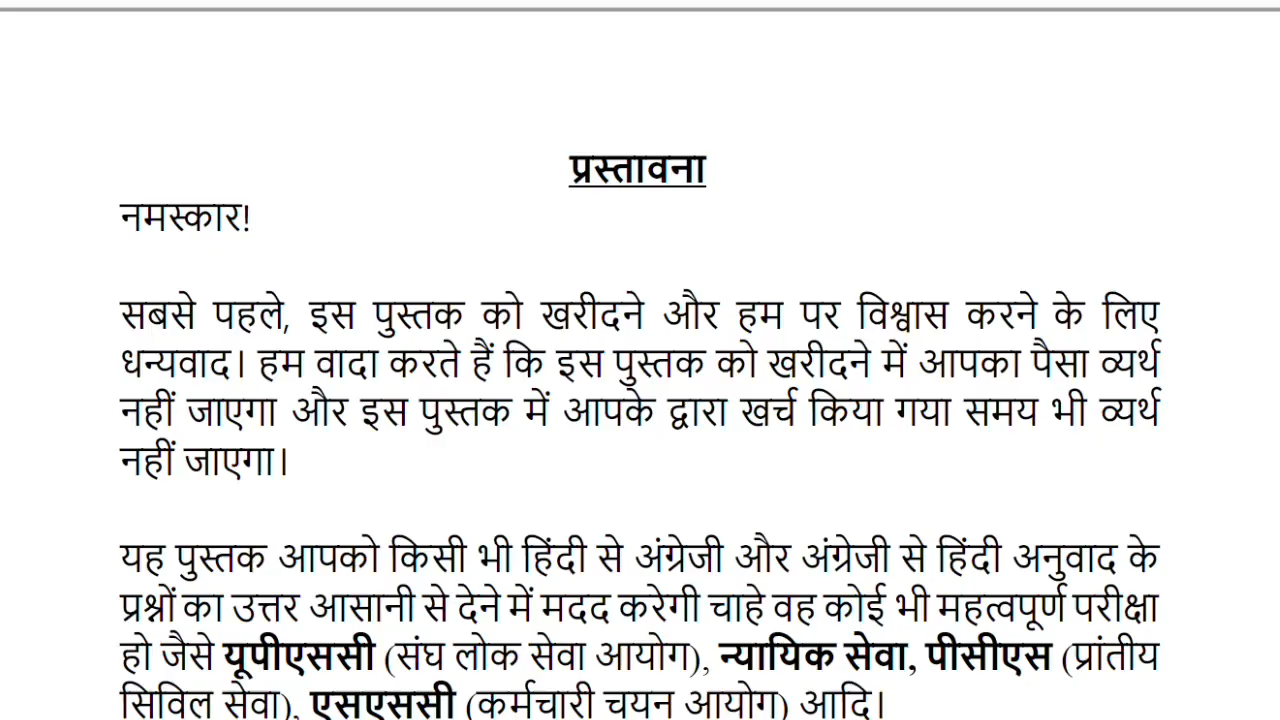 प्रस्तावना
नमस्कार!
सबसे पहले, इस पुस्तक को खरीदने और हम पर विश्वास करने के लिए
धन्यवाद। हम वादा करते हैं कि इस पुस्तक को खरीदने में आपका पैसा व्यर्थ
नहीं जाएगा और इस पुस्तक में आपके द्वारा खर्च किया गया समय भी व्यर्थ
नहीं जाएगा।
यह पुस्तक आपको किसी भी हिंदी से अंग्रेजी और अंग्रेजी से हिंदी अनुवाद के
प्रश्नों का उत्तर आसानी से देने में मदद करेगी चाहे वह कोई भी महत्वपूर्ण परीक्षा
हो जैसे यूपीएससी (संघ लोक सेवा आयोग), न्यायिक सेवा, पीसीएस (प्रांतीय
सिविल सेवा), एसएससी (कर्मचारी चयन आयोग) आदि।